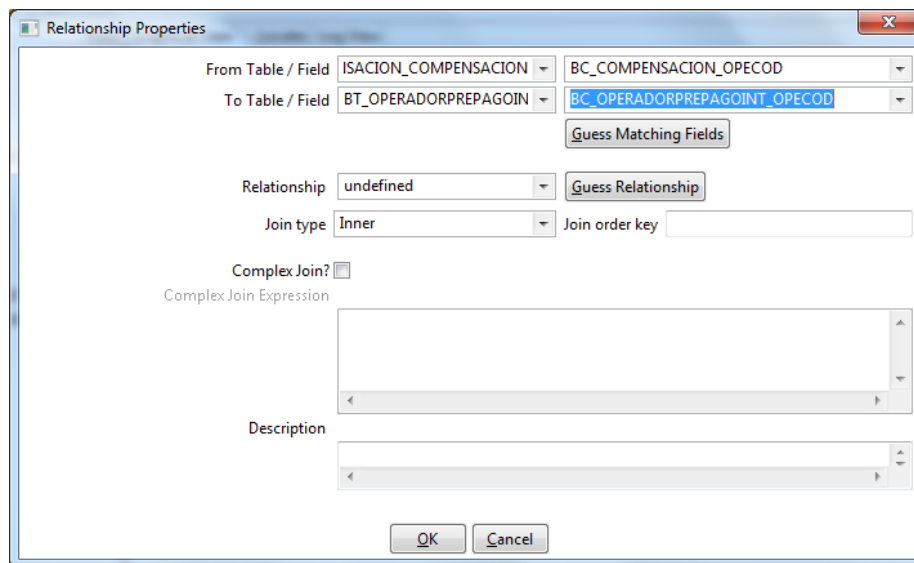 Relationship Properties
From Table / Field ISACION_COMPENSACION BC_COMPENSACION_OPECOD
To Table / Field BT_OPERADORPREPAGOIN BC_OPERADORPREPAGOINT_OPECOD
Guess Matching Fields
Relationship undefined Guess Relationship
Join type Inner Join order key
Complex Join?
Complex Join Expression
Description
OK Cancel